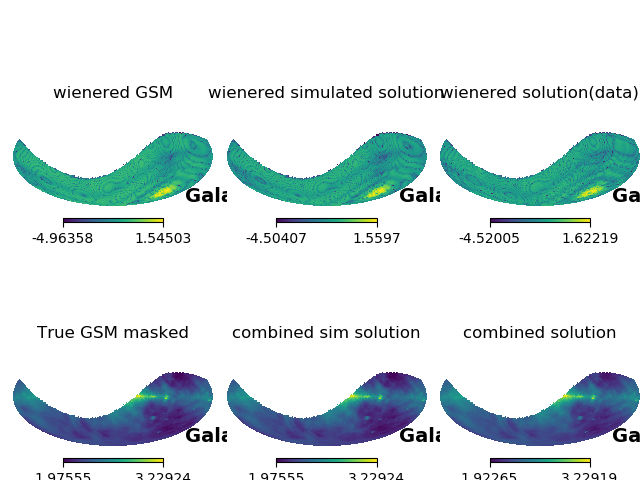 wienered GSM wienered simulated solution wienered solution(data)
Gala Gala Ga
-4.96358 1.54503 -4.50407 1.5597 -4.52005 1.62219
True GSM masked combined sim solution combined solution
Gala Gala Ga
1.97555 3.22924 1.97555 3.22924 1.92265 3.22919